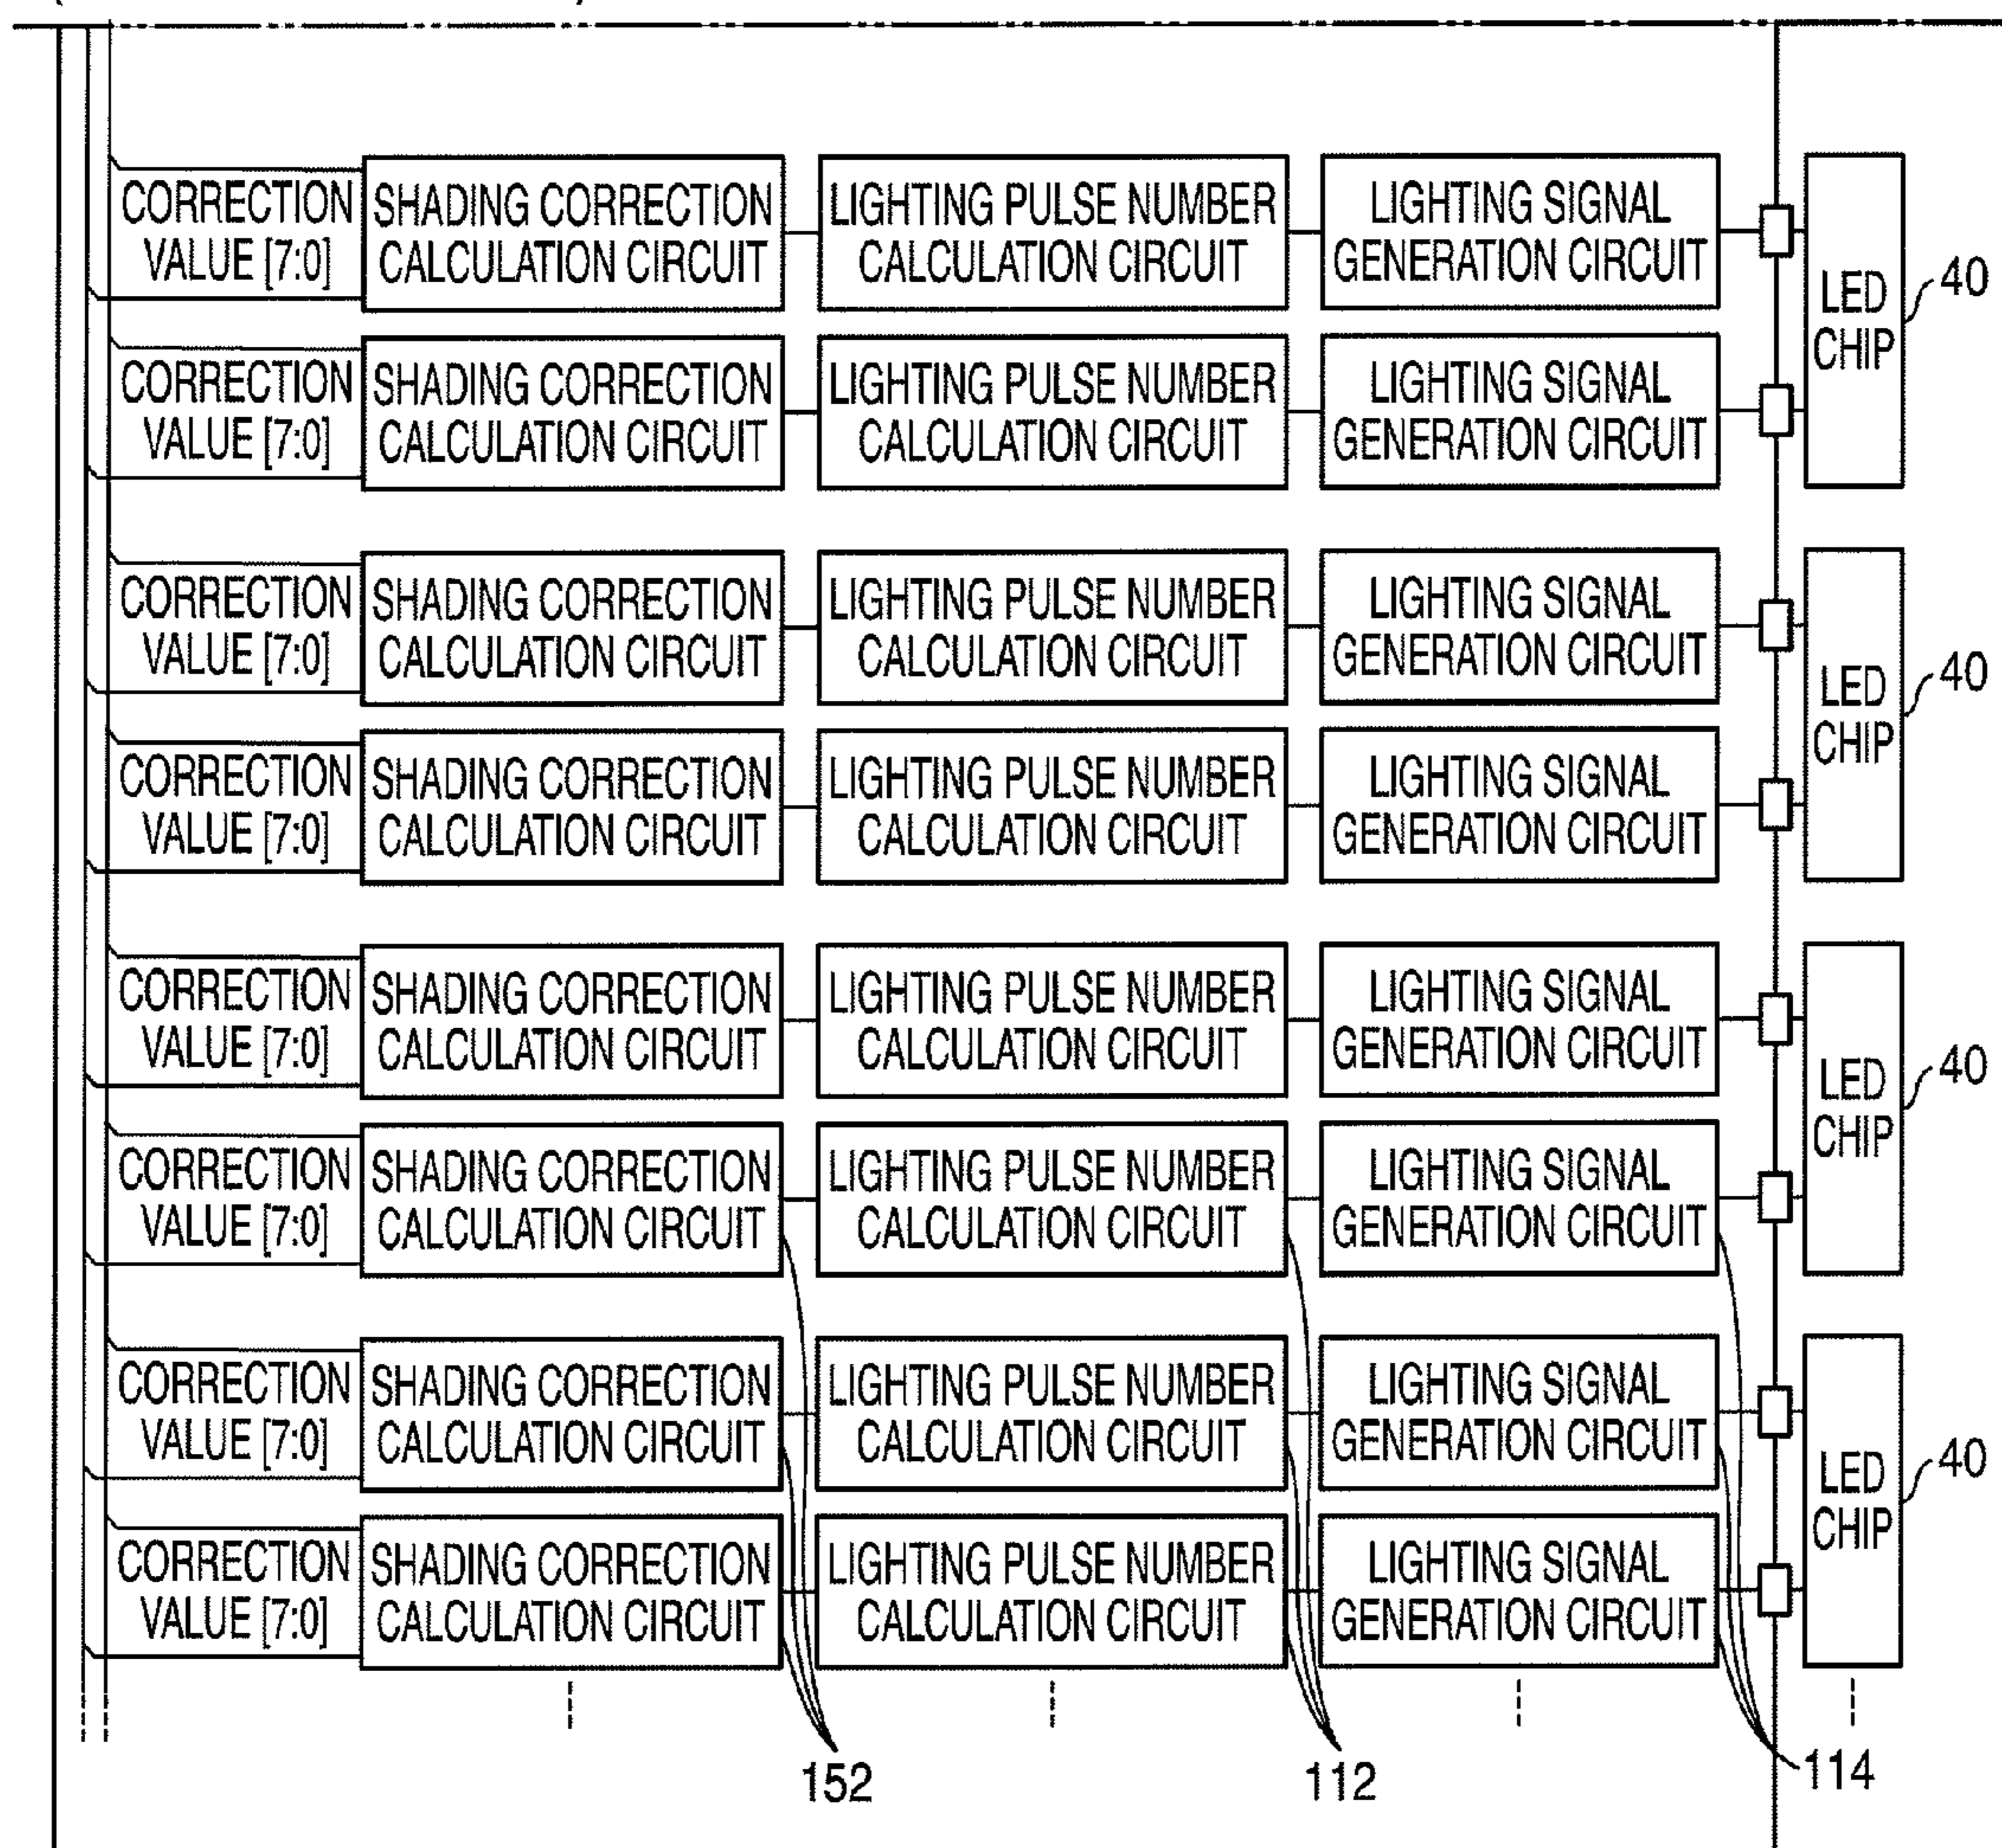 CORRECTION
VALUE [7:0]
SHADING CORRECTION
CALCULATION CIRCUIT
LIGHTING PULSE NUMBER
CALCULATION CIRCUIT
LIGHTING SIGNAL
GENERATION CIRCUIT
CORRECTION
VALUE [7:0]
SHADING CORRECTION
CALCULATION CIRCUIT
LIGHTING PULSE NUMBER
CALCULATION CIRCUIT
LIGHTING SIGNAL
GENERATION CIRCUIT
LED
CHIP
40
CORRECTION
VALUE [7:0]
SHADING CORRECTION
CALCULATION CIRCUIT
LIGHTING PULSE NUMBER
CALCULATION CIRCUIT
LIGHTING SIGNAL
GENERATION CIRCUIT
CORRECTION
VALUE [7:0]
SHADING CORRECTION
CALCULATION CIRCUIT
LIGHTING PULSE NUMBER
CALCULATION CIRCUIT
LIGHTING SIGNAL
GENERATION CIRCUIT
LED
CHIP
40
CORRECTION
VALUE [7:0]
SHADING CORRECTION
CALCULATION CIRCUIT
LIGHTING PULSE NUMBER
CALCULATION CIRCUIT
LIGHTING SIGNAL
GENERATION CIRCUIT
CORRECTION
VALUE [7:0]
SHADING CORRECTION
CALCULATION CIRCUIT
LIGHTING PULSE NUMBER
CALCULATION CIRCUIT
LIGHTING SIGNAL
GENERATION CIRCUIT
LED
CHIP
40
CORRECTION
VALUE [7:0]
SHADING CORRECTION
CALCULATION CIRCUIT
LIGHTING PULSE NUMBER
CALCULATION CIRCUIT
LIGHTING SIGNAL
GENERATION CIRCUIT
CORRECTION
VALUE [7:0]
SHADING CORRECTION
CALCULATION CIRCUIT
LIGHTING PULSE NUMBER
CALCULATION CIRCUIT
LIGHTING SIGNAL
GENERATION CIRCUIT
LED
CHIP
40
152
112
114